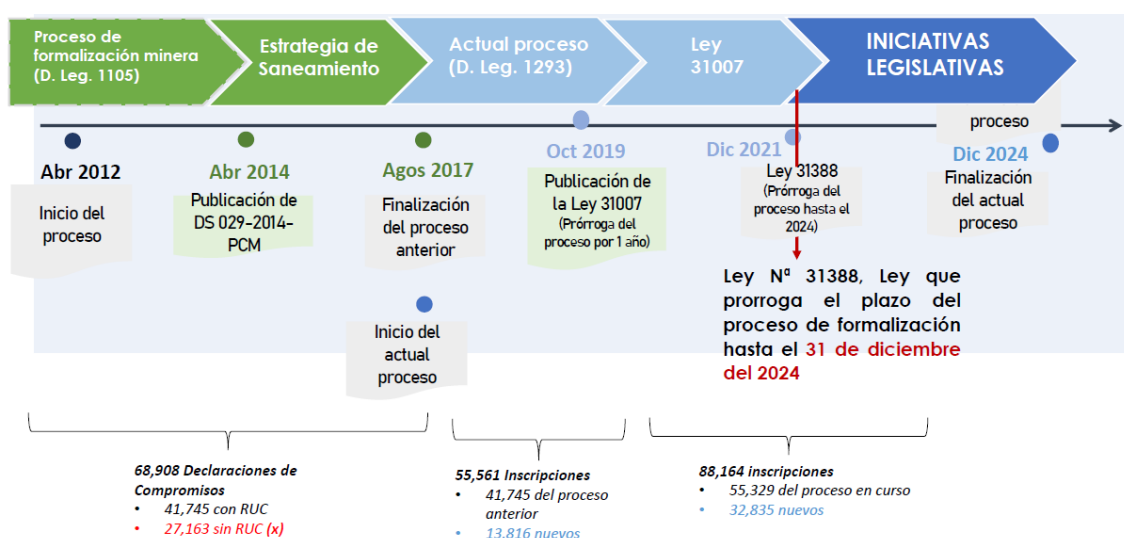 Proceso de
formalización minera
(D. Leg. 1105)
Estrategia de
Saneamiento
Actual proceso
(D. Leg. 1293)
Ley
31007
INICIATIVAS
LEGISLATIVAS
proceso
Abr 2012
Inicio del
proceso
Abr 2014
Publicación de
DS 029-2014-
PCM
Agos 2017
Finalización
del proceso
anterior
Inicio del
actual
proceso
Oct 2019
Publicación de
la Ley 31007
(Prórroga del
proceso por 1 año)
Dic 2021
Ley 31388
(Prórroga del
proceso hasta el
2024)
Dic 2024
Finalización
del actual
proceso
Ley Nª 31388, Ley que
prorroga el plazo del
proceso de formalización
hasta el 31 de diciembre
del 2024
68,908 Declaraciones de
Compromisos
• 41,745 con RUC
• 27,163 sin RUC (x)
55,561 Inscripciones
• 41,745 del proceso
anterior
• 13,816 nuevos
88,164 inscripciones
• 55,329 del proceso en curso
• 32,835 nuevos